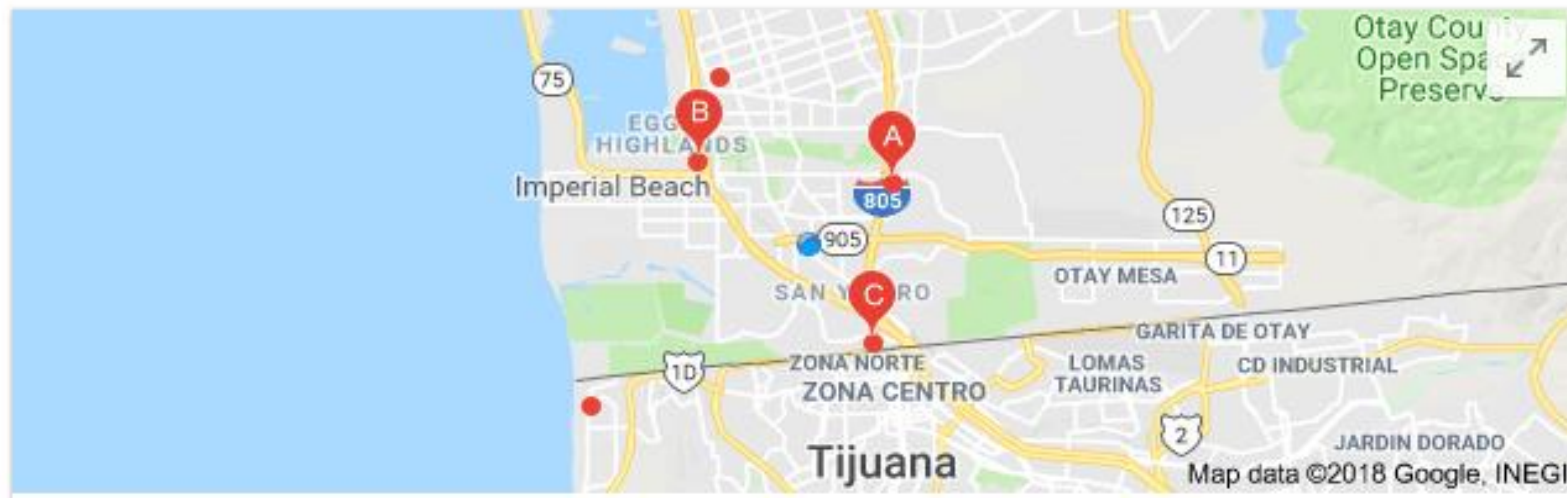 Otay County
Open Space
Preserve
75
B
EGG
HIGHLANDS
A
Imperial Beach
805
125
905
11
OTAY MESA
SAN Y RO
C
GARITA DE OTAY
ZONA NORTE
LOMAS
TAURINAS
CD INDUSTRIAL
1D
ZONA CENTRO
2
JARDIN DORADO
Tijuana
Map data ©2018 Google, INEGI